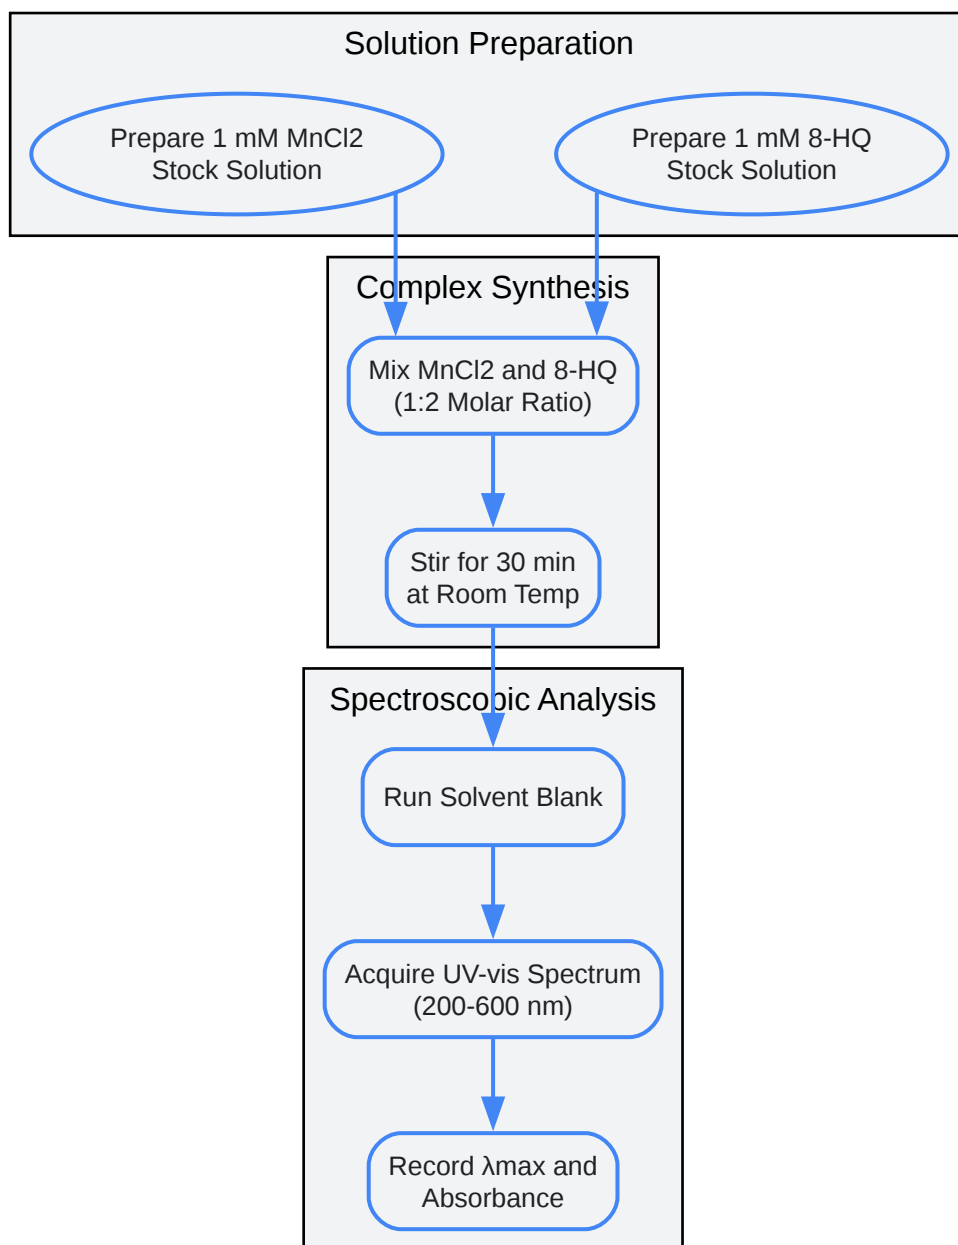 Solution Preparation
Prepare 1 mM MnCl2
Stock Solution
Prepare 1 mM 8-HQ
Stock Solution
Complex Synthesis
Mix MnCl2 and 8-HQ
(1:2 Molar Ratio)
Stir for 30 min
at Room Temp
Spectroscopic Analysis
Run Solvent Blank
Acquire UV-vis Spectrum
(200-600 nm)
Record λmax and
Absorbance